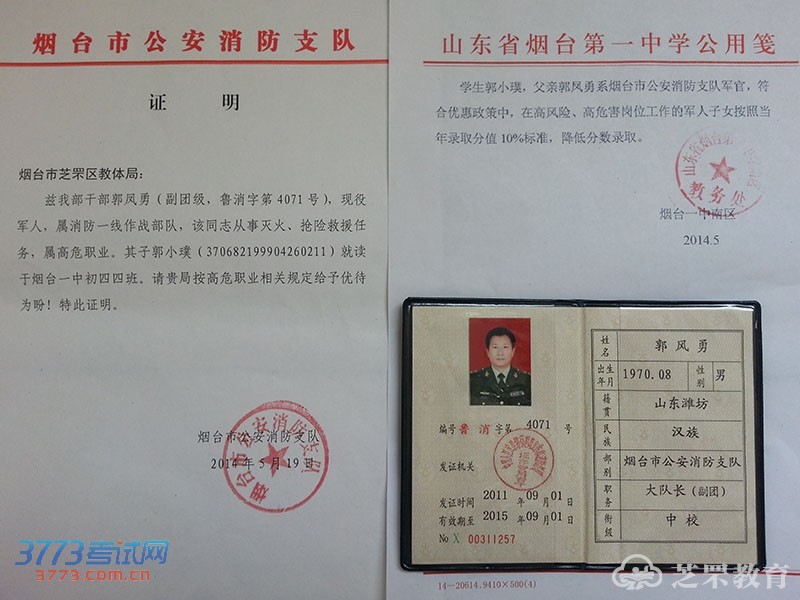 烟台市公安消防支队
证 明
烟台市芝罘区教体局：
兹我部干部郭凤勇（副团级，鲁消字第4071号），现役
军人，属消防一线作战部队，该同志从事灭火、抢险救援任
务，属高危职业。其子郭小璞（370682199904260211）就读
于烟台一中初四四班。请贵局按高危职业相关规定给予优待
为盼！特此证明。
烟台市公安消防支队
2014年5月19日
烟台市公安消防支队
山东省烟台第一中学公用笺
学生郭小璞，父亲郭凤勇系烟台市公安消防支队军官，符
合优惠政策中，在高风险、高危害岗位工作的军人子女按照当
年录取分值10%标准，降低分数录取。
教务处
烟台一中南区
2014.5
编号鲁消字第 4071 号
发证机关
发证时间 2011 年 09 月 01 日
有效期至 2015 年 09 月 01 日
No X 00311257
姓名 郭凤勇
出生年月 1970.08 性别 男
籍贯 山东潍坊
民族 汉族
部别 烟台市公安消防支队
职务 大队长（副团）
衔级 中校
14—20614.9410×500(4)
3773考试网
3773.com.cn
芝罘教育